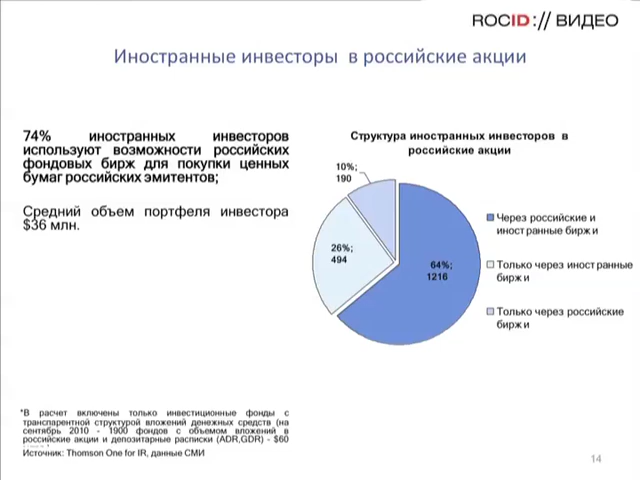 ROCID:// ВИДЕО
Иностранные инвесторы в российские акции
74% иностранных инвесторов
используют возможности российских
фондовых бирж для покупки ценных
бумаг российских эмитентов;
Средний объем портфеля инвестора
$36 млн.
Структура иностранных инвесторов в
российские акции
10%;
190
26%;
494
64%;
1216
Через российские и
иностранные биржи
Только через иностранные
биржи
Только через российские
биржи
*В расчет включены только инвестиционные фонды с
транспарентной структурой вложений денежных средств (на
сентябрь 2010 - 1900 фондов с объемом вложений в
российские акции и депозитарные расписки (ADR,GDR) - $60
Источник: Thomson One for IR, данные СМИ
14